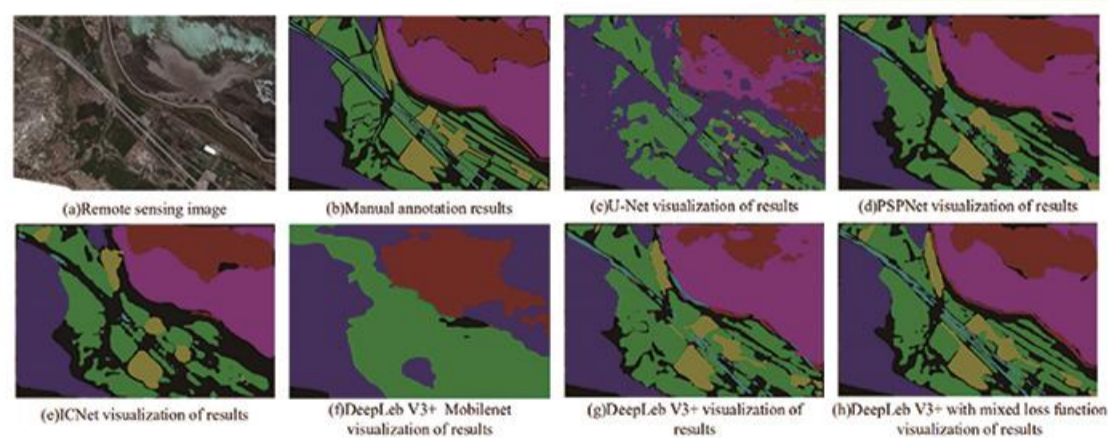 (a)Remote sensing image
(b)Manual annotation results
(c)U-Net visualization of results
(d)PSPNet visualization of results
(e)ICNet visualization of results
(f)DeepLeb V3+ Mobilenet
visualization of results
(g)DeepLeb V3+ visualization of
results
(h)DeepLeb V3+ with mixed loss function
visualization of results